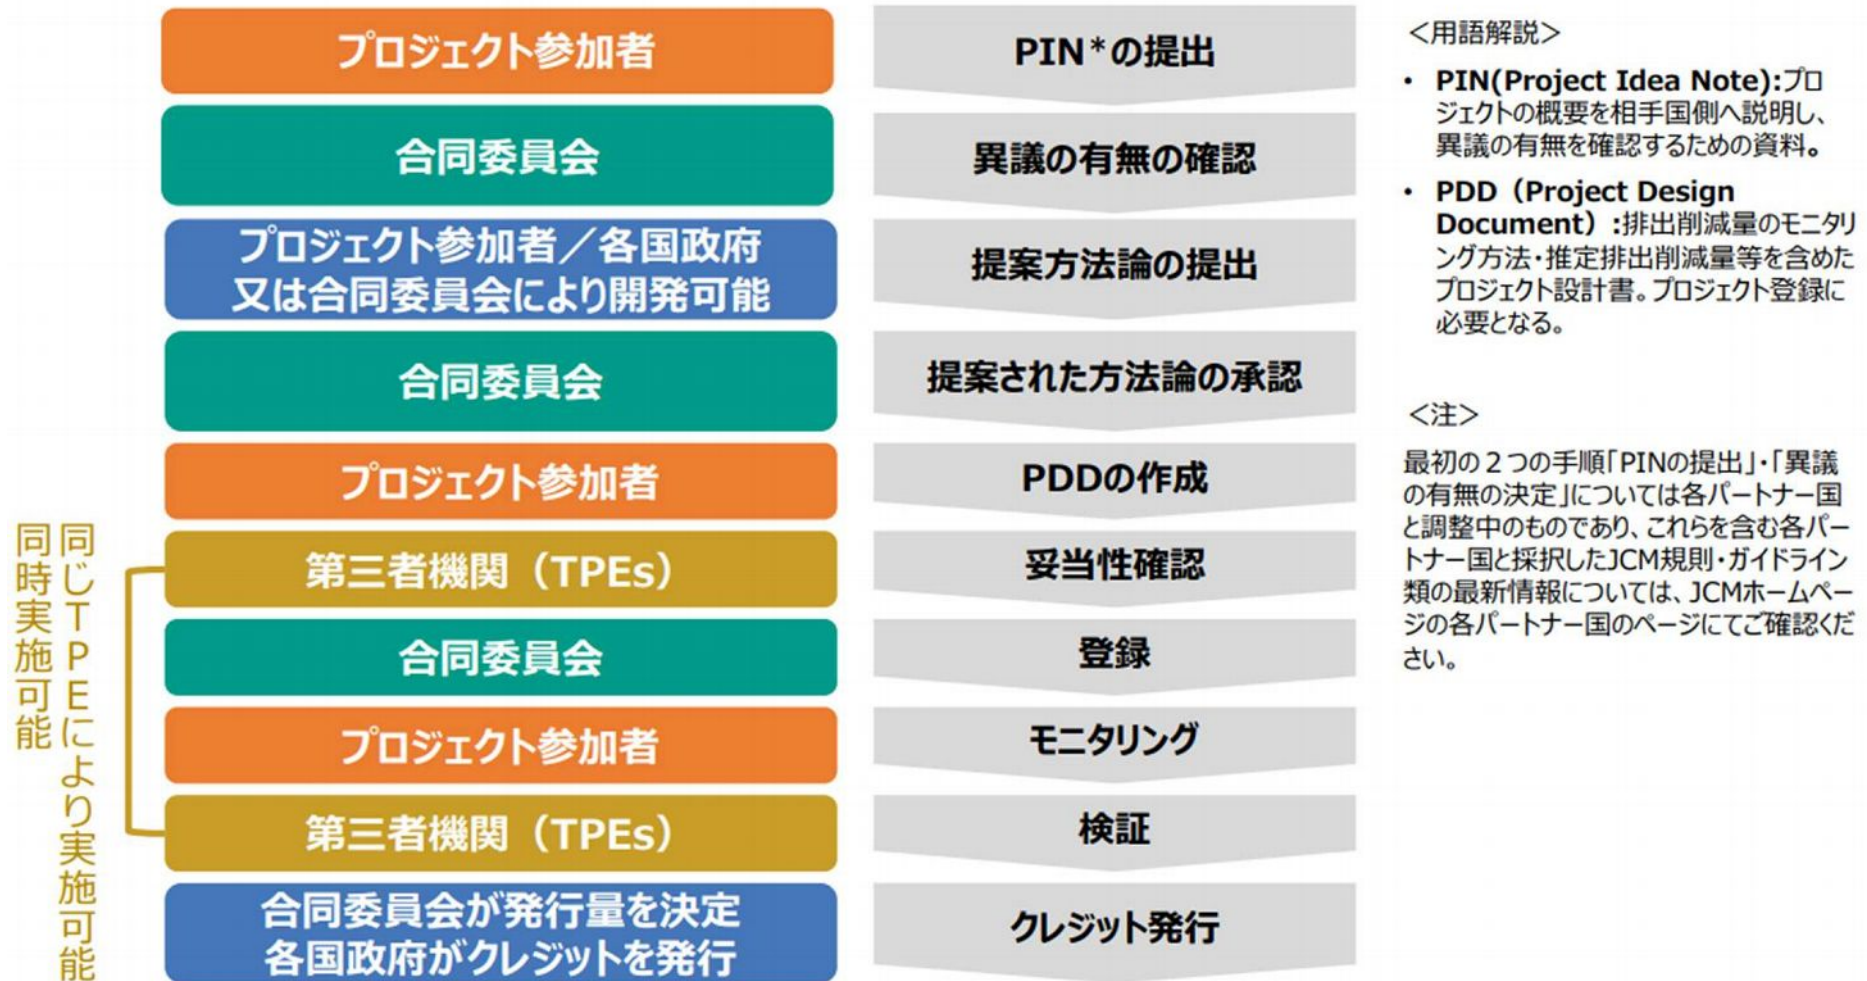 プロジェクト参加者
PIN*の提出
合同委員会
異議の有無の確認
プロジェクト参加者／各国政府
又は合同委員会により開発可能
提案方法論の提出
合同委員会
提案された方法論の承認
プロジェクト参加者
PDDの作成
第三者機関（TPEs）
妥当性確認
合同委員会
登録
プロジェクト参加者
モニタリング
第三者機関（TPEs）
検証
合同委員会が発行量を決定
各国政府がクレジットを発行
クレジット発行
同じTPEにより実施可能
同時実施可能
＜用語解説＞
• PIN(Project Idea Note):プロ
ジェクトの概要を相手国側へ説明し、
異議の有無を確認するための資料。
• PDD（Project Design
Document）:排出削減量のモニタリ
ング方法・推定排出削減量等を含めた
プロジェクト設計書。プロジェクト登録に
必要となる。
＜注＞
最初の２つの手順「PINの提出」・「異議
の有無の決定」については各パートナー国
と調整中のものであり、これらを含む各パー
トナー国と採択したJCM規則・ガイドライン
類の最新情報については、JCMホームペー
ジの各パートナー国のページにてご確認くだ
さい。